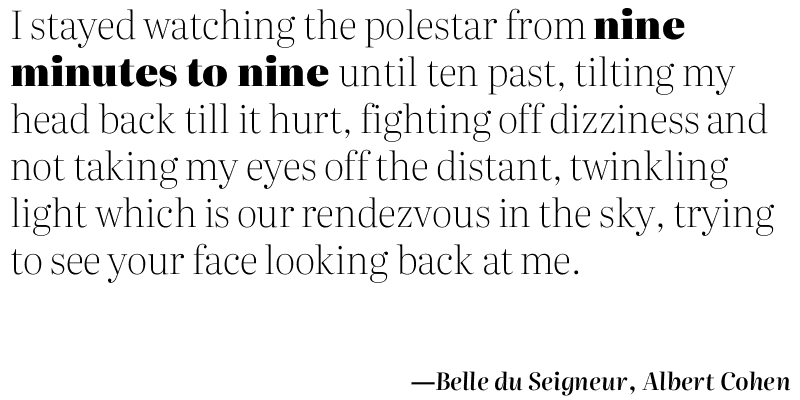 I stayed watching the polestar from nine
minutes to nine until ten past, tilting my
head back till it hurt, fighting off dizziness and
not taking my eyes off the distant, twinkling
light which is our rendezvous in the sky, trying
to see your face looking back at me.
—Belle du Seigneur, Albert Cohen